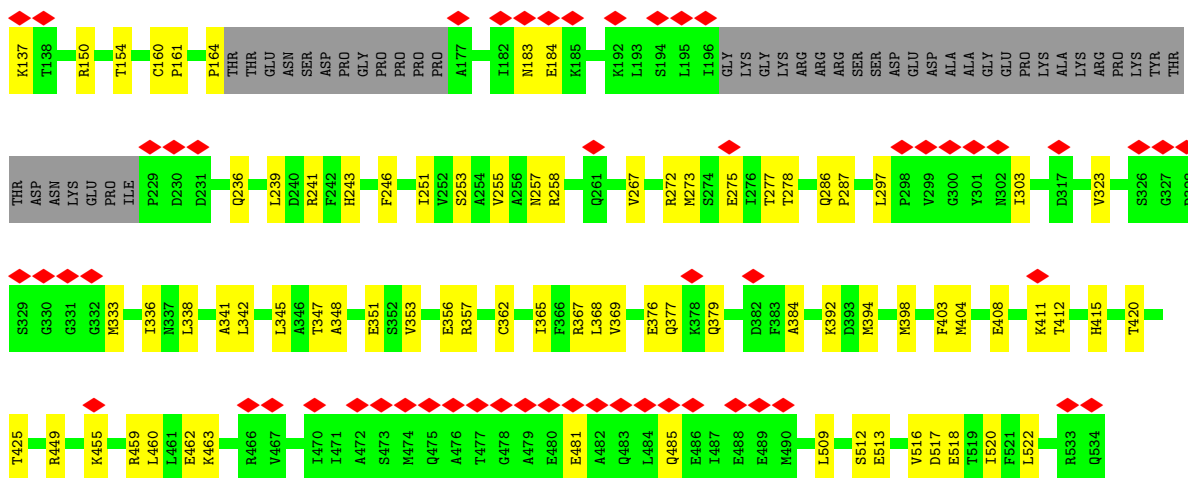 K137 T138 R150 T154 C160 P161 P164 THR THR GLU ASN SER ASP PRO GLY PRO PRO PRO PRO A177 I182 N183 E184 K185 K192 L193 S194 L195 I196 GLY LYS GLY LYS ARG ARG ARG SER SER ASP GLU ASP ALA ALA GLY GLU PRO LYS ALA LYS ARG PRO LYS TYR THR
THR ASP ASN LYS GLU PRO ILE P229 D230 D231 Q236 L239 D240 R241 F242 H243 F246 I251 V252 S253 A254 V255 A256 N257 R258 Q261 V267 R272 M273 S274 E275 I276 T277 T278 Q286 P287 L297 P298 V299 G300 Y301 N302 I303 D317 V323 S326 G327
S329 G330 G331 G332 M333 I336 N337 L338 A341 L342 L345 A346 T347 A348 E351 S352 V353 E356 R357 C362 I365 F366 R367 L368 V369 E376 Q377 K378 Q379 D382 F383 A384 K392 D393 M394 M398 F403 M404 E408 K411 T412 H415 T420
T425 R449 K455 R459 L460 L461 E462 K463 R466 V467 I470 I471 A472 S473 M474 Q475 A476 T477 G478 A479 E480 E481 A482 Q483 L484 Q485 E486 I487 E488 E489 M490 L509 S512 E513 V516 D517 E518 T519 I520 F521 L522 R533 Q534